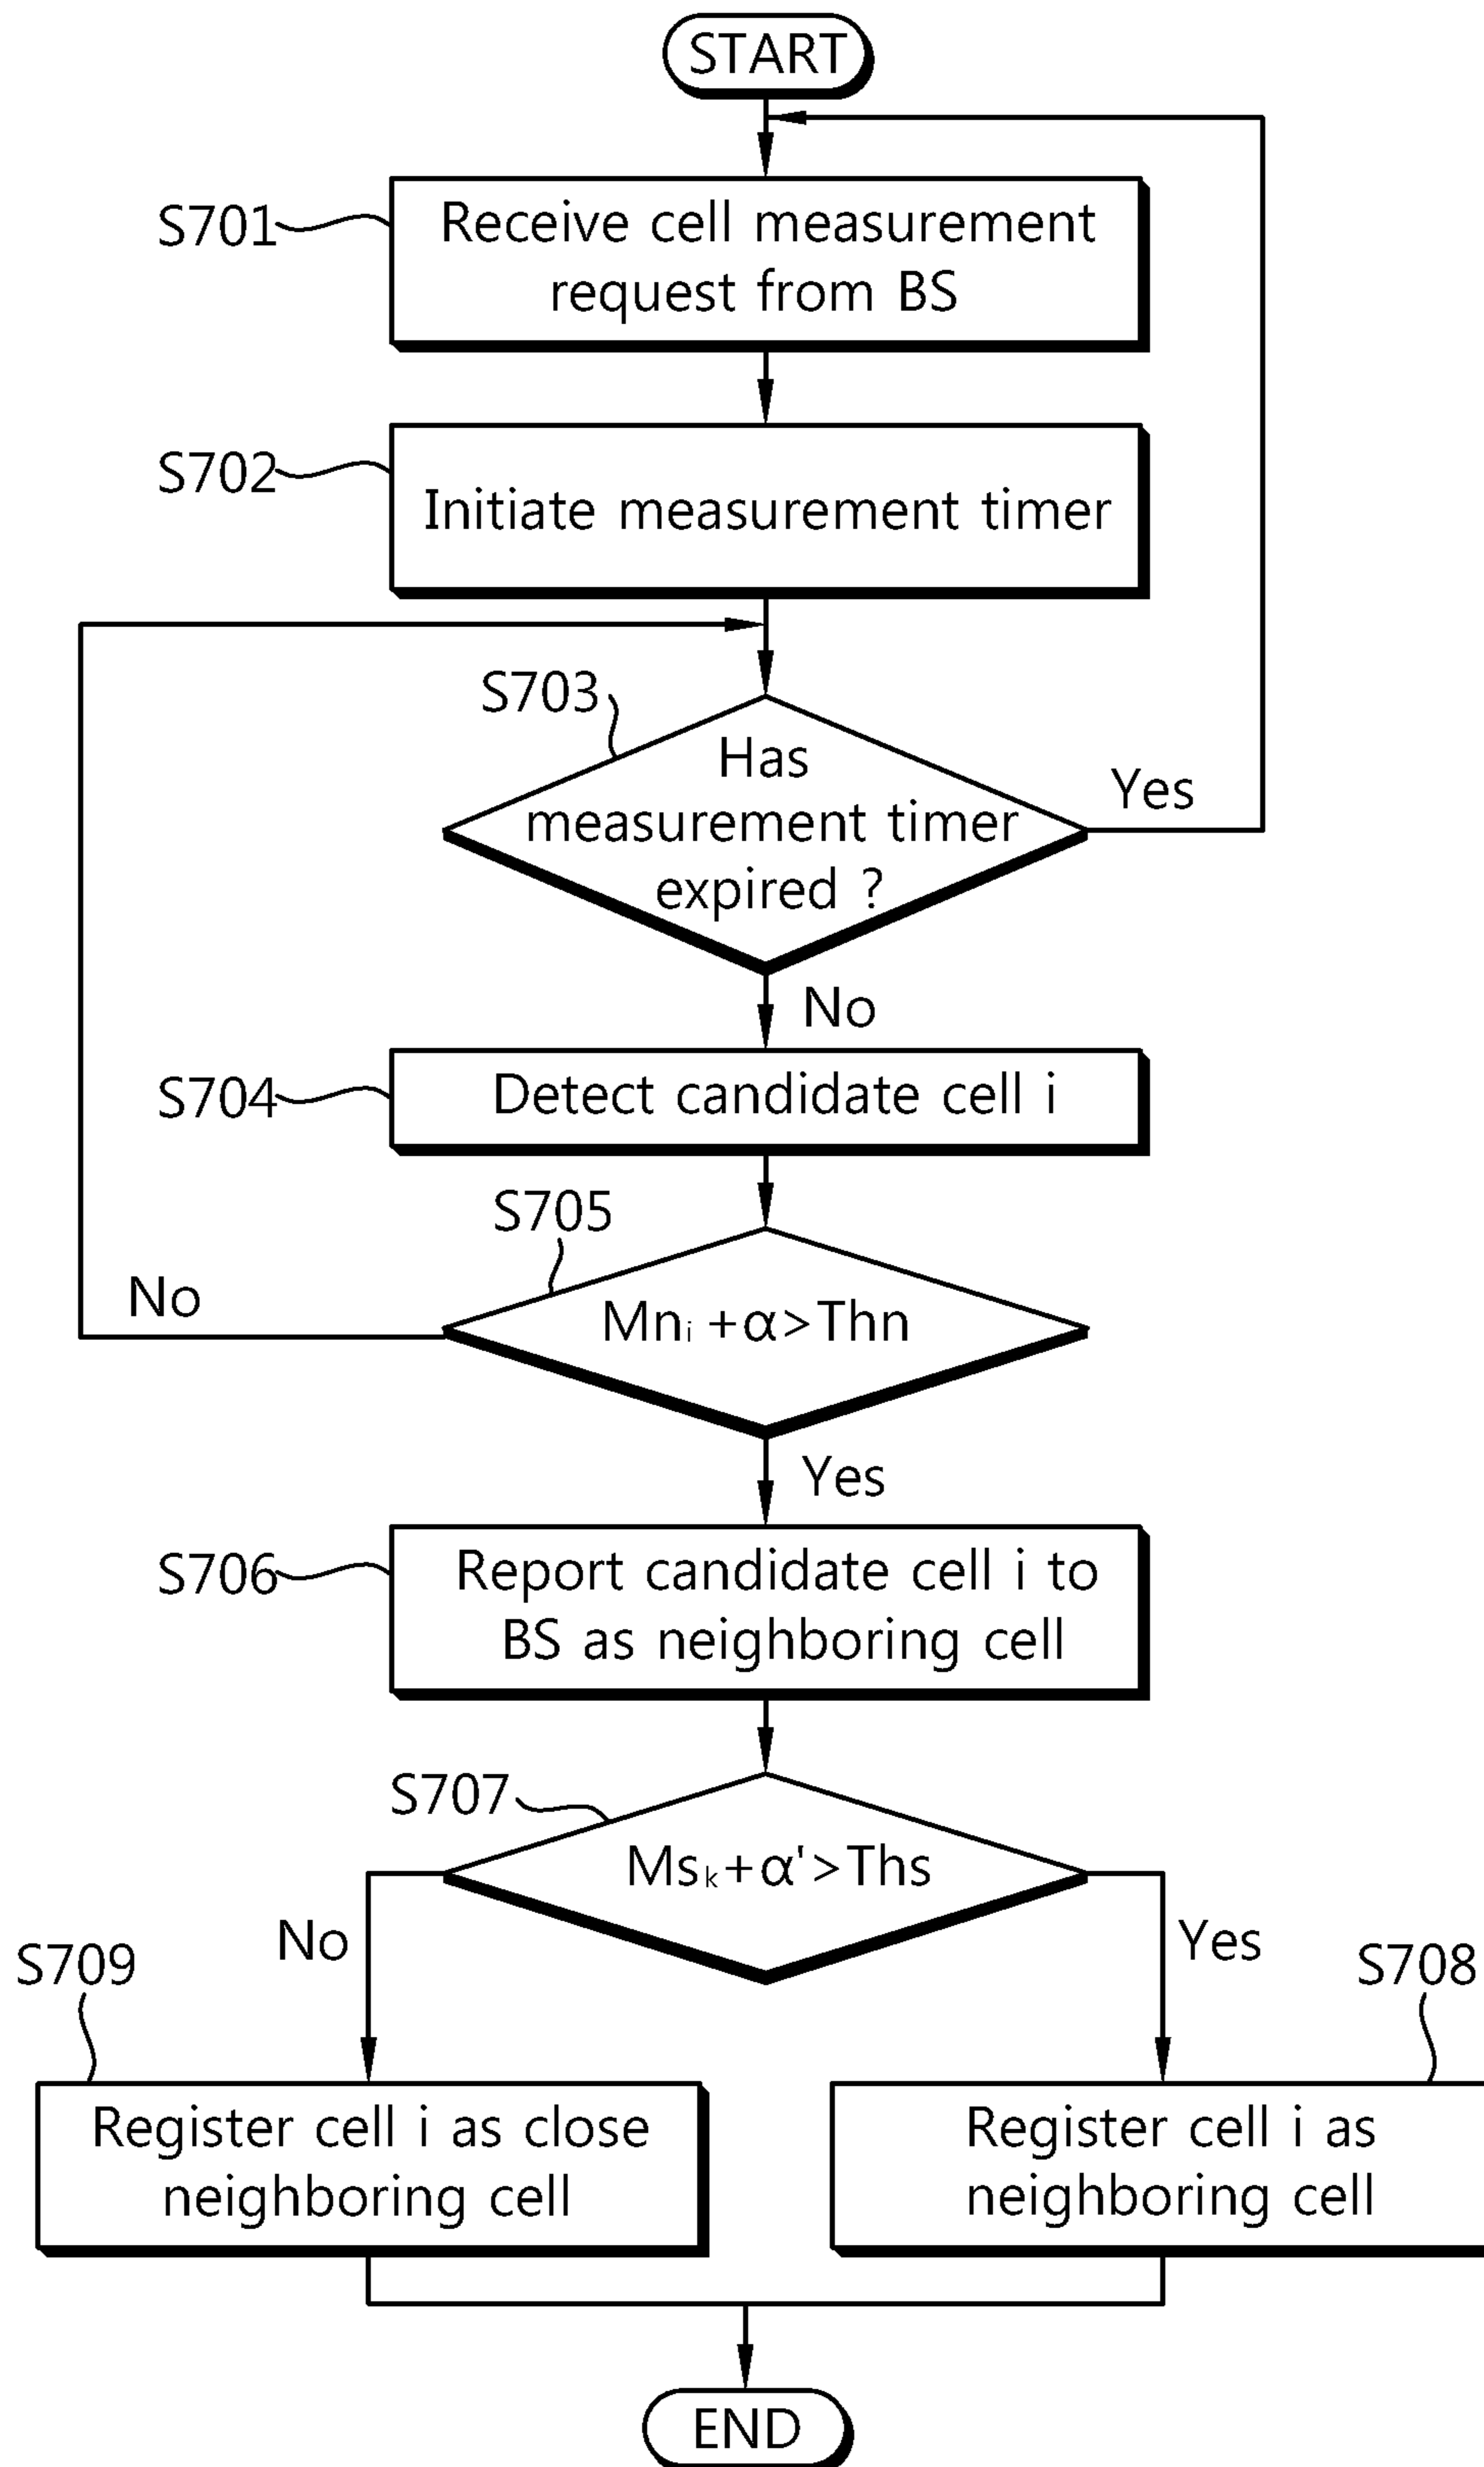 START
S701
Receive cell measurement
request from BS
S702
Initiate measurement timer
S703
Has
measurement timer
expired ?
Yes
No
S704
Detect candidate cell i
S705
Mnᵢ +α>Thn
No
Yes
S706
Report candidate cell i to
BS as neighboring cell
S707
Msₖ+α'>Ths
No
Yes
S709
S708
Register cell i as close
neighboring cell
Register cell i as
neighboring cell
END